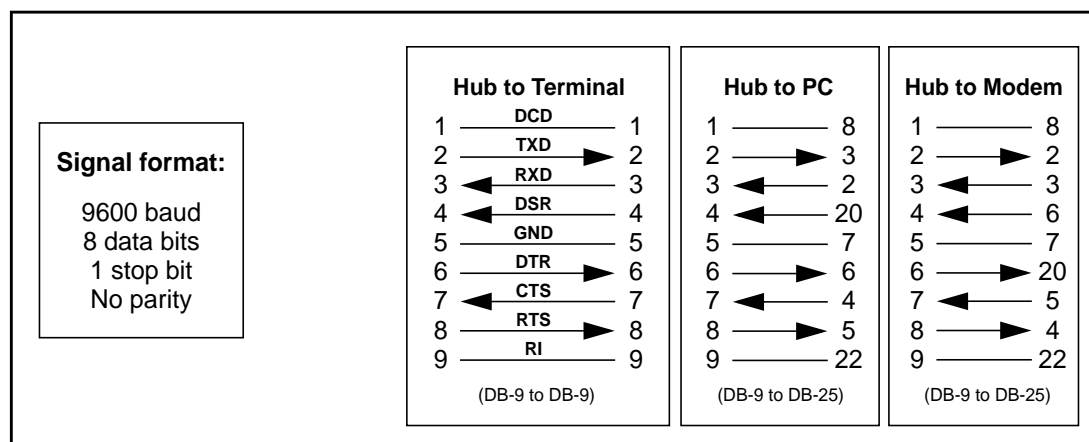 Signal format:
9600 baud
8 data bits
1 stop bit
No parity
Hub to Terminal
1 DCD 1
2 TXD 2
3 RXD 3
4 DSR 4
5 GND 5
6 DTR 6
7 CTS 7
8 RTS 8
9 RI 9
(DB-9 to DB-9)
Hub to PC
1 8
2 3
3 2
4 20
5 7
6 6
7 4
8 5
9 22
(DB-9 to DB-25)
Hub to Modem
1 8
2 2
3 3
4 6
5 7
6 20
7 5
8 4
9 22
(DB-9 to DB-25)